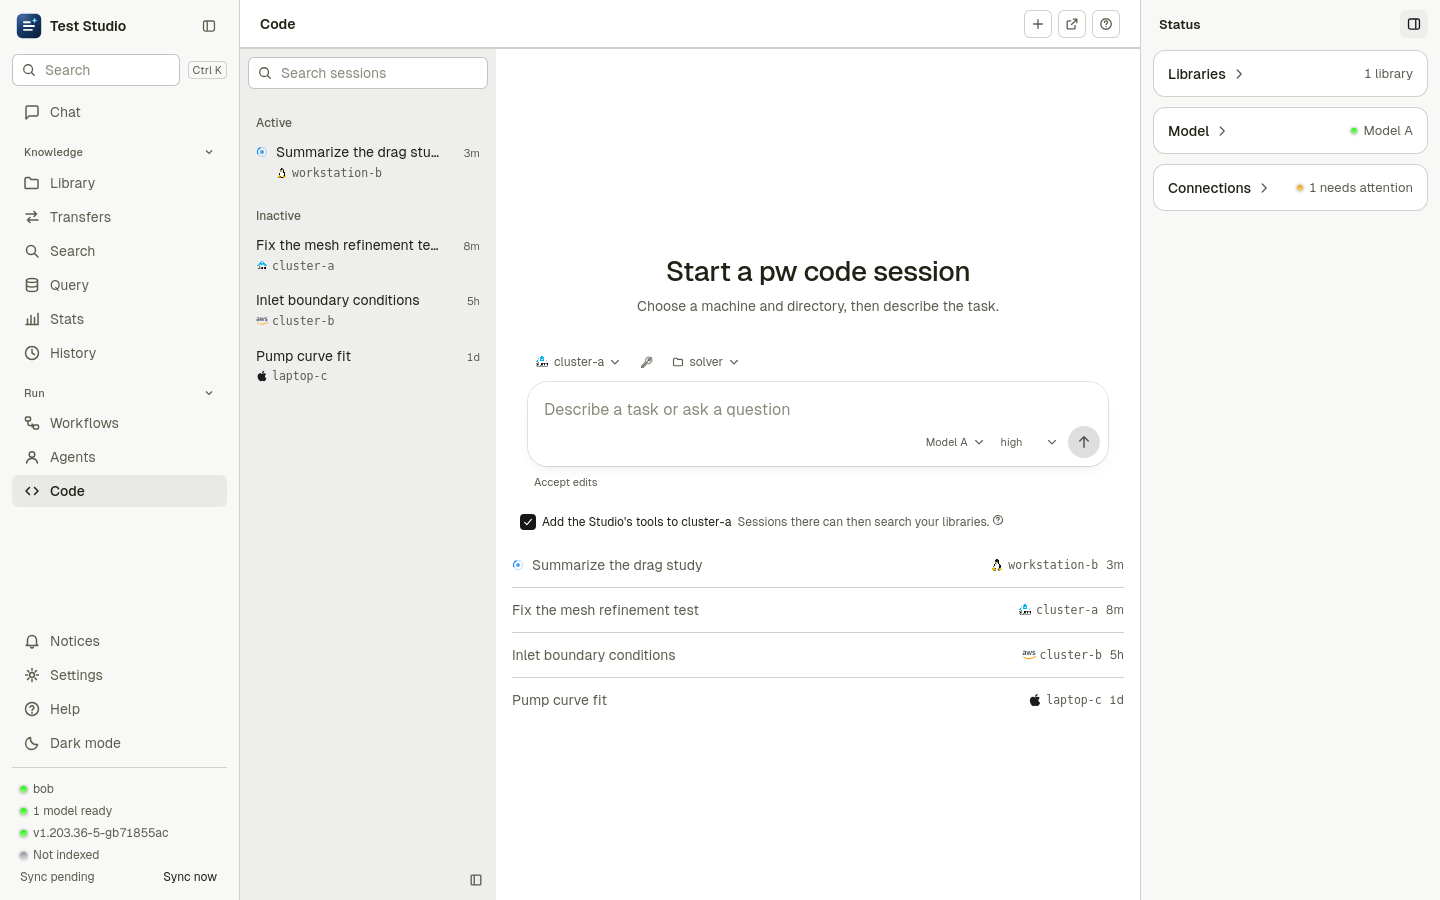 Test Studio
Search
Ctrl K
Chat
Knowledge
Library
Transfers
Search
Query
Stats
History
Run
Workflows
Agents
Code
Notices
Settings
Help
Dark mode
bob
1 model ready
v1.203.36-5-gb71855ac
Not indexed
Sync pending
Sync now
Code
Search sessions
Active
Summarize the drag stu... 3m
workstation-b
Inactive
Fix the mesh refinement te... 8m
cluster-a
Inlet boundary conditions 5h
aws cluster-b
Pump curve fit 1d
laptop-c
Start a pw code session
Choose a machine and directory, then describe the task.
cluster-a solver
Describe a task or ask a question
Model A high
Accept edits
Add the Studio's tools to cluster-a Sessions there can then search your libraries.
Summarize the drag study workstation-b 3m
Fix the mesh refinement test cluster-a 8m
Inlet boundary conditions aws cluster-b 5h
Pump curve fit laptop-c 1d
Status
Libraries 1 library
Model Model A
Connections 1 needs attention